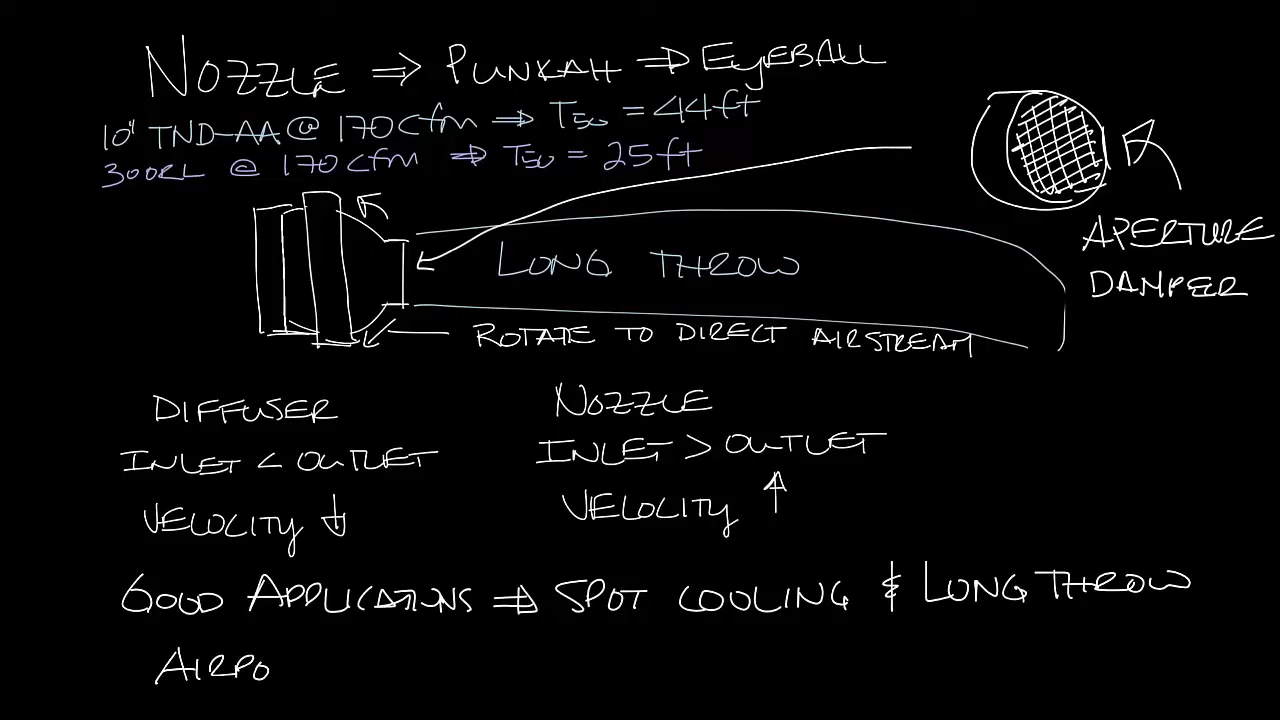 NOZZLE ⇒ PUNKAH ⇒ EYEBALL
10" TND-AA @ 170cfm ⇒ T50 = 44ft
300RL @ 170cfm ⇒ T50 = 25ft
APERTURE
DAMPER
LONG THROW
ROTATE TO DIRECT AIRSTREAM
DIFFUSER
INLET < OUTLET
VELOCITY ↓
NOZZLE
INLET > OUTLET
VELOCITY ↑
GOOD APPLICATIONS ⇒ SPOT COOLING & LONG THROW
AIRPO